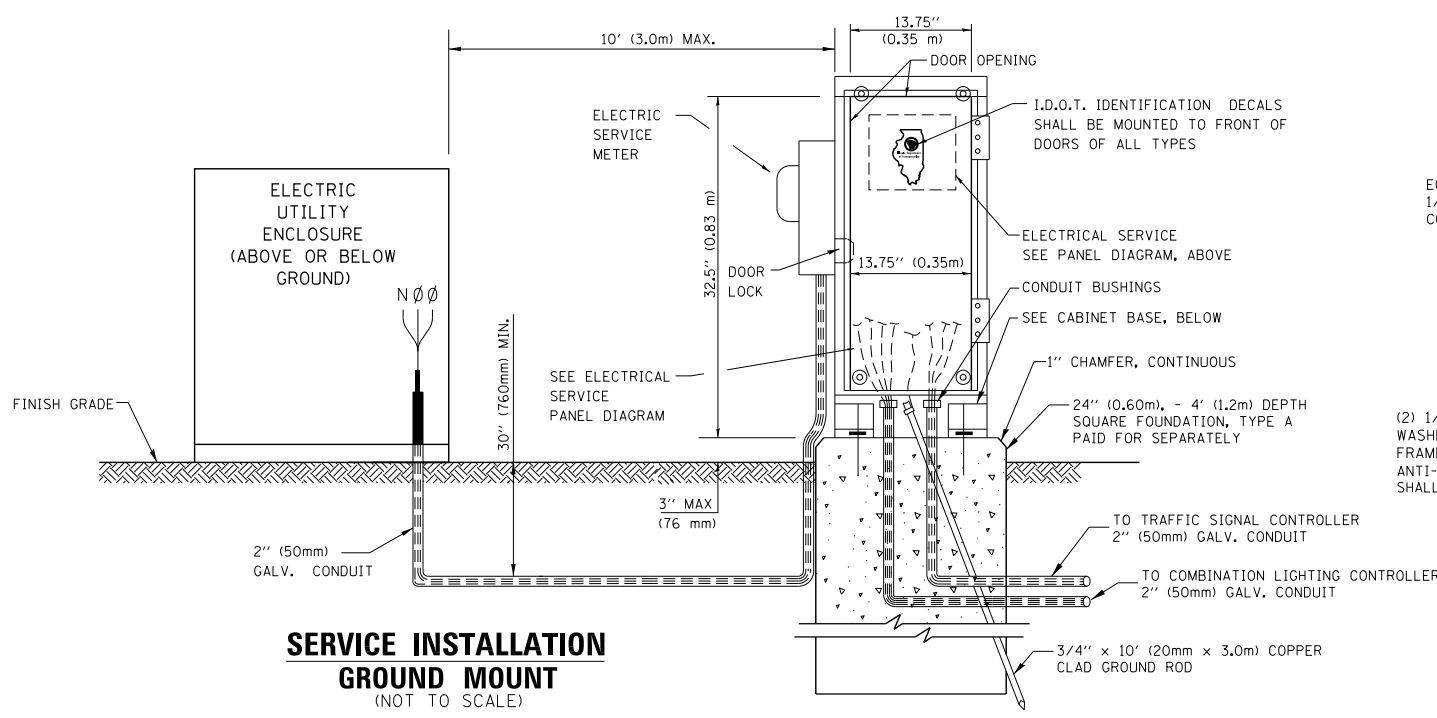 13.75''
(0.35 m)
10' (3.0m) MAX.
DOOR OPENING
ELECTRIC
SERVICE
METER
I.D.O.T. IDENTIFICATION DECALS
SHALL BE MOUNTED TO FRONT OF
DOORS OF ALL TYPES
ELECTRIC
UTILITY
ENCLOSURE
(ABOVE OR BELOW
GROUND)
N Ø Ø
32.5'' (0.83 m)
DOOR
LOCK
13.75'' (0.35m)
ELECTRICAL SERVICE
SEE PANEL DIAGRAM, ABOVE
CONDUIT BUSHINGS
SEE CABINET BASE, BELOW
1'' CHAMFER, CONTINUOUS
30'' (760mm) MIN.
SEE ELECTRICAL
SERVICE
PANEL DIAGRAM
24'' (0.60m), - 4' (1.2m) DEPTH
SQUARE FOUNDATION, TYPE A
PAID FOR SEPARATELY
FINISH GRADE
3'' MAX
(76 mm)
2'' (50mm)
GALV. CONDUIT
TO TRAFFIC SIGNAL CONTROLLER
2'' (50mm) GALV. CONDUIT
TO COMBINATION LIGHTING CONTROLLER
2'' (50mm) GALV. CONDUIT
3/4'' x 10' (20mm x 3.0m) COPPER
CLAD GROUND ROD
SERVICE INSTALLATION
GROUND MOUNT
(NOT TO SCALE)
(2) 1/
ANTI-
SHALL